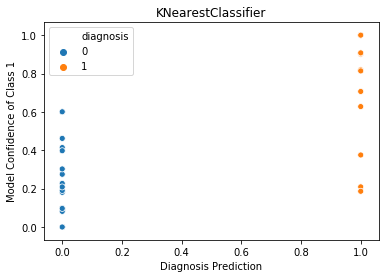 KNearestClassifier
diagnosis
0
1
Model Confidence of Class 1
1.0
0.8
0.6
0.4
0.2
0.0
0.0 0.2 0.4 0.6 0.8 1.0
Diagnosis Prediction